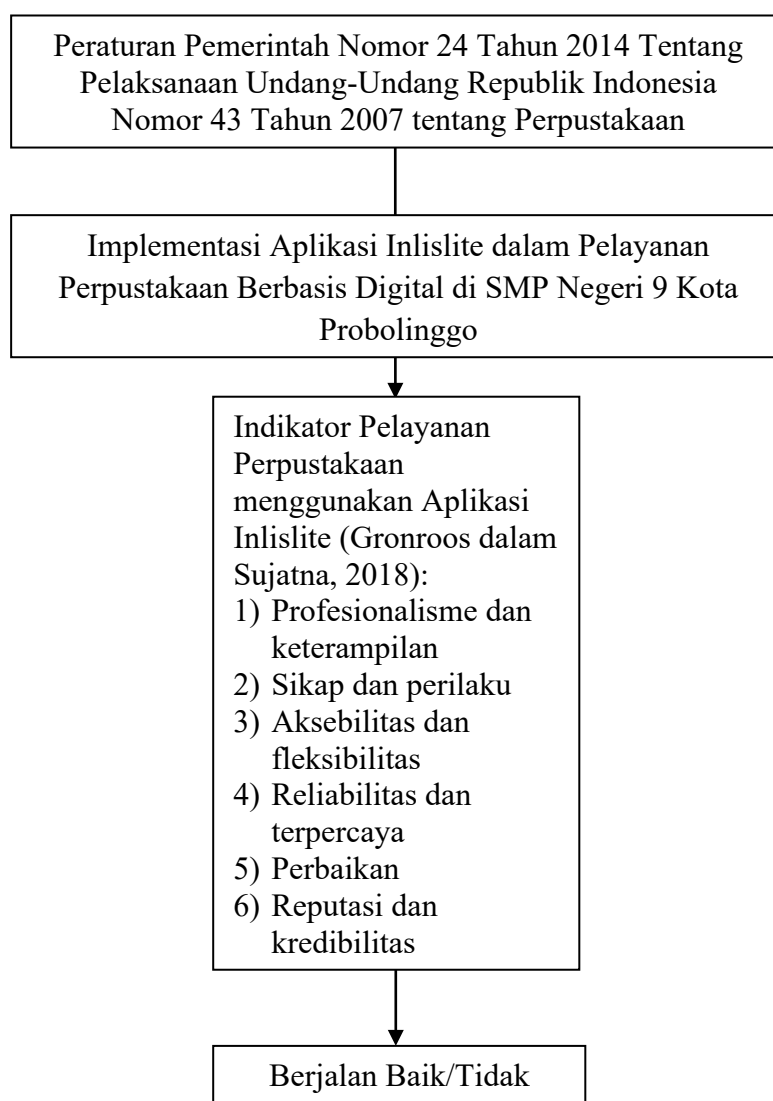 Peraturan Pemerintah Nomor 24 Tahun 2014 Tentang
Pelaksanaan Undang-Undang Republik Indonesia
Nomor 43 Tahun 2007 tentang Perpustakaan
Implementasi Aplikasi Inlislite dalam Pelayanan
Perpustakaan Berbasis Digital di SMP Negeri 9 Kota
Probolinggo
Indikator Pelayanan
Perpustakaan
menggunakan Aplikasi
Inlislite (Gronroos dalam
Sujatna, 2018):
1) Profesionalisme dan
keterampilan
2) Sikap dan perilaku
3) Aksebilitas dan
fleksibilitas
4) Reliabilitas dan
terpercaya
5) Perbaikan
6) Reputasi dan
kredibilitas
Berjalan Baik/Tidak